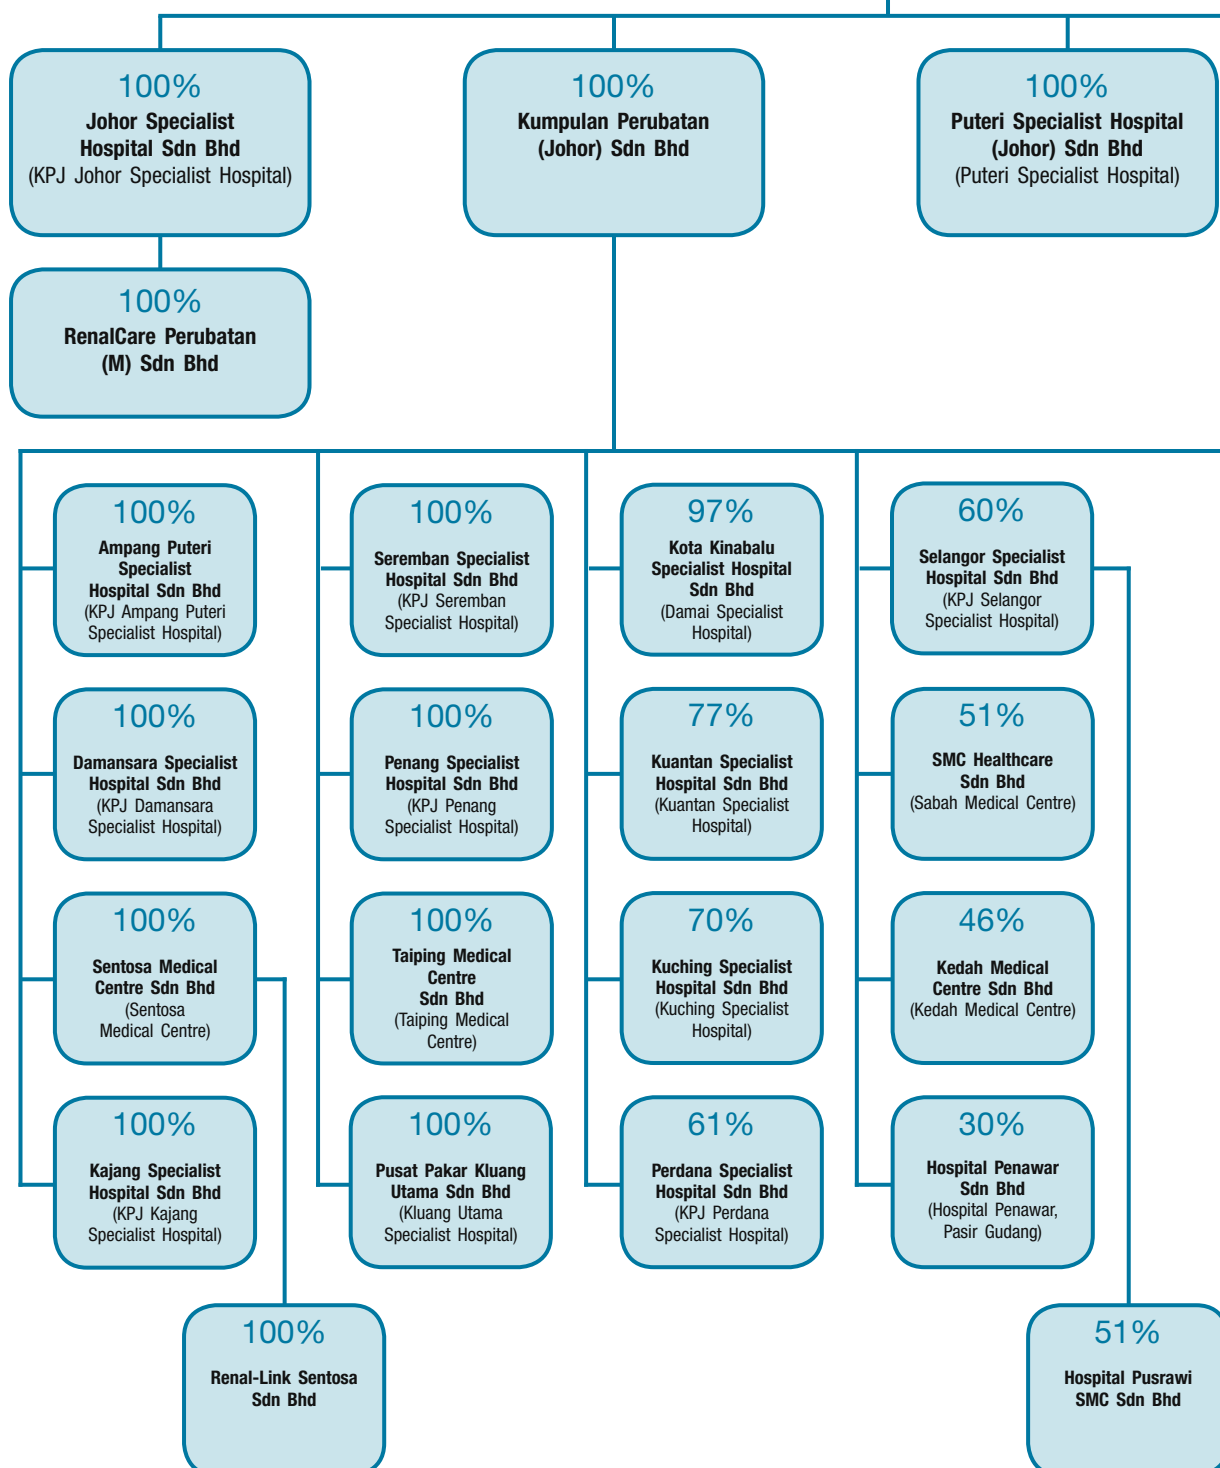 100%
Johor Specialist
Hospital Sdn Bhd
(KPJ Johor Specialist Hospital)
100%
Kumpulan Perubatan
(Johor) Sdn Bhd
100%
Puteri Specialist Hospital
(Johor) Sdn Bhd
(Puteri Specialist Hospital)
100%
RenalCare Perubatan
(M) Sdn Bhd
100%
Ampang Puteri
Specialist
Hospital Sdn Bhd
(KPJ Ampang Puteri
Specialist Hospital)
100%
Seremban Specialist
Hospital Sdn Bhd
(KPJ Seremban
Specialist Hospital)
97%
Kota Kinabalu
Specialist Hospital
Sdn Bhd
(Damai Specialist
Hospital)
60%
Selangor Specialist
Hospital Sdn Bhd
(KPJ Selangor
Specialist Hospital)
100%
Damansara Specialist
Hospital Sdn Bhd
(KPJ Damansara
Specialist Hospital)
100%
Penang Specialist
Hospital Sdn Bhd
(KPJ Penang
Specialist Hospital)
77%
Kuantan Specialist
Hospital Sdn Bhd
(Kuantan Specialist
Hospital)
51%
SMC Healthcare
Sdn Bhd
(Sabah Medical Centre)
100%
Sentosa Medical
Centre Sdn Bhd
(Sentosa
Medical Centre)
100%
Taiping Medical
Centre
Sdn Bhd
(Taiping Medical
Centre)
70%
Kuching Specialist
Hospital Sdn Bhd
(Kuching Specialist
Hospital)
46%
Kedah Medical
Centre Sdn Bhd
(Kedah Medical Centre)
100%
Kajang Specialist
Hospital Sdn Bhd
(KPJ Kajang
Specialist Hospital)
100%
Pusat Pakar Kluang
Utama Sdn Bhd
(Kluang Utama
Specialist Hospital)
61%
Perdana Specialist
Hospital Sdn Bhd
(KPJ Perdana
Specialist Hospital)
30%
Hospital Penawar
Sdn Bhd
(Hospital Penawar,
Pasir Gudang)
100%
Renal-Link Sentosa
Sdn Bhd
51%
Hospital Pusrawi
SMC Sdn Bhd